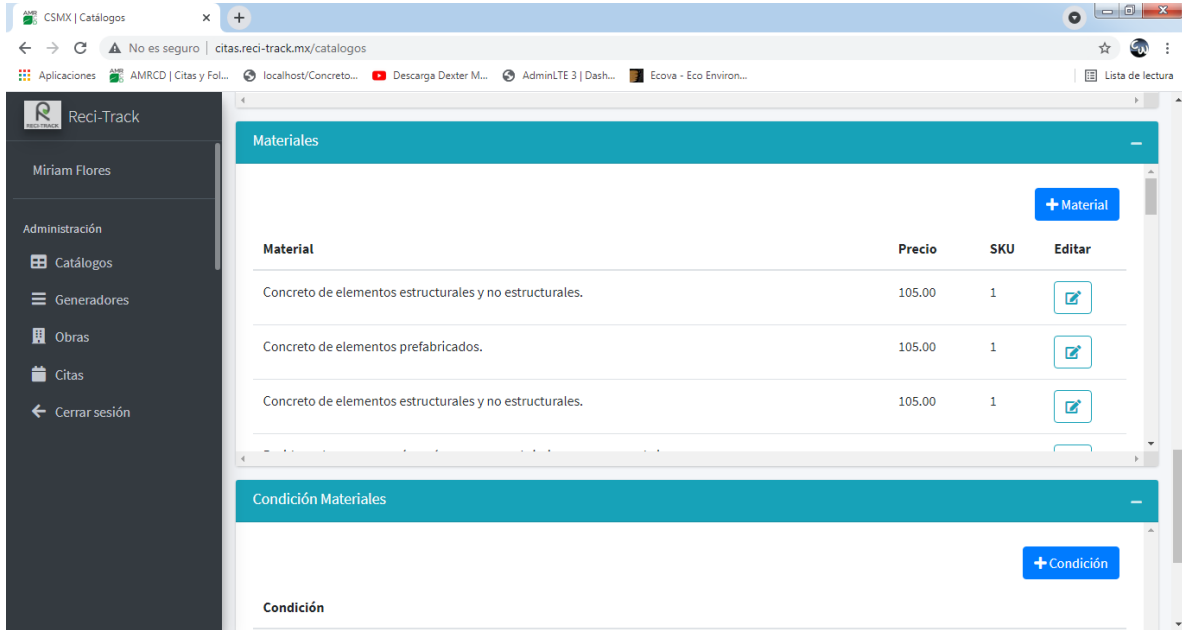 CSMX | Catálogos
No es seguro | citas.reci-track.mx/catalogos
Aplicaciones AMRCD | Citas y Fol... localhost/Concreto... Descarga Dexter M... AdminLTE 3 | Dash... Ecova - Eco Environ... Lista de lectura
Reci-Track
Miriam Flores
Administración
Catálogos
Generadores
Obras
Citas
Cerrar sesión
Materiales
+ Material
Material Precio SKU Editar
Concreto de elementos estructurales y no estructurales. 105.00 1
Concreto de elementos prefabricados. 105.00 1
Concreto de elementos estructurales y no estructurales. 105.00 1
Condición Materiales
+ Condición
Condición